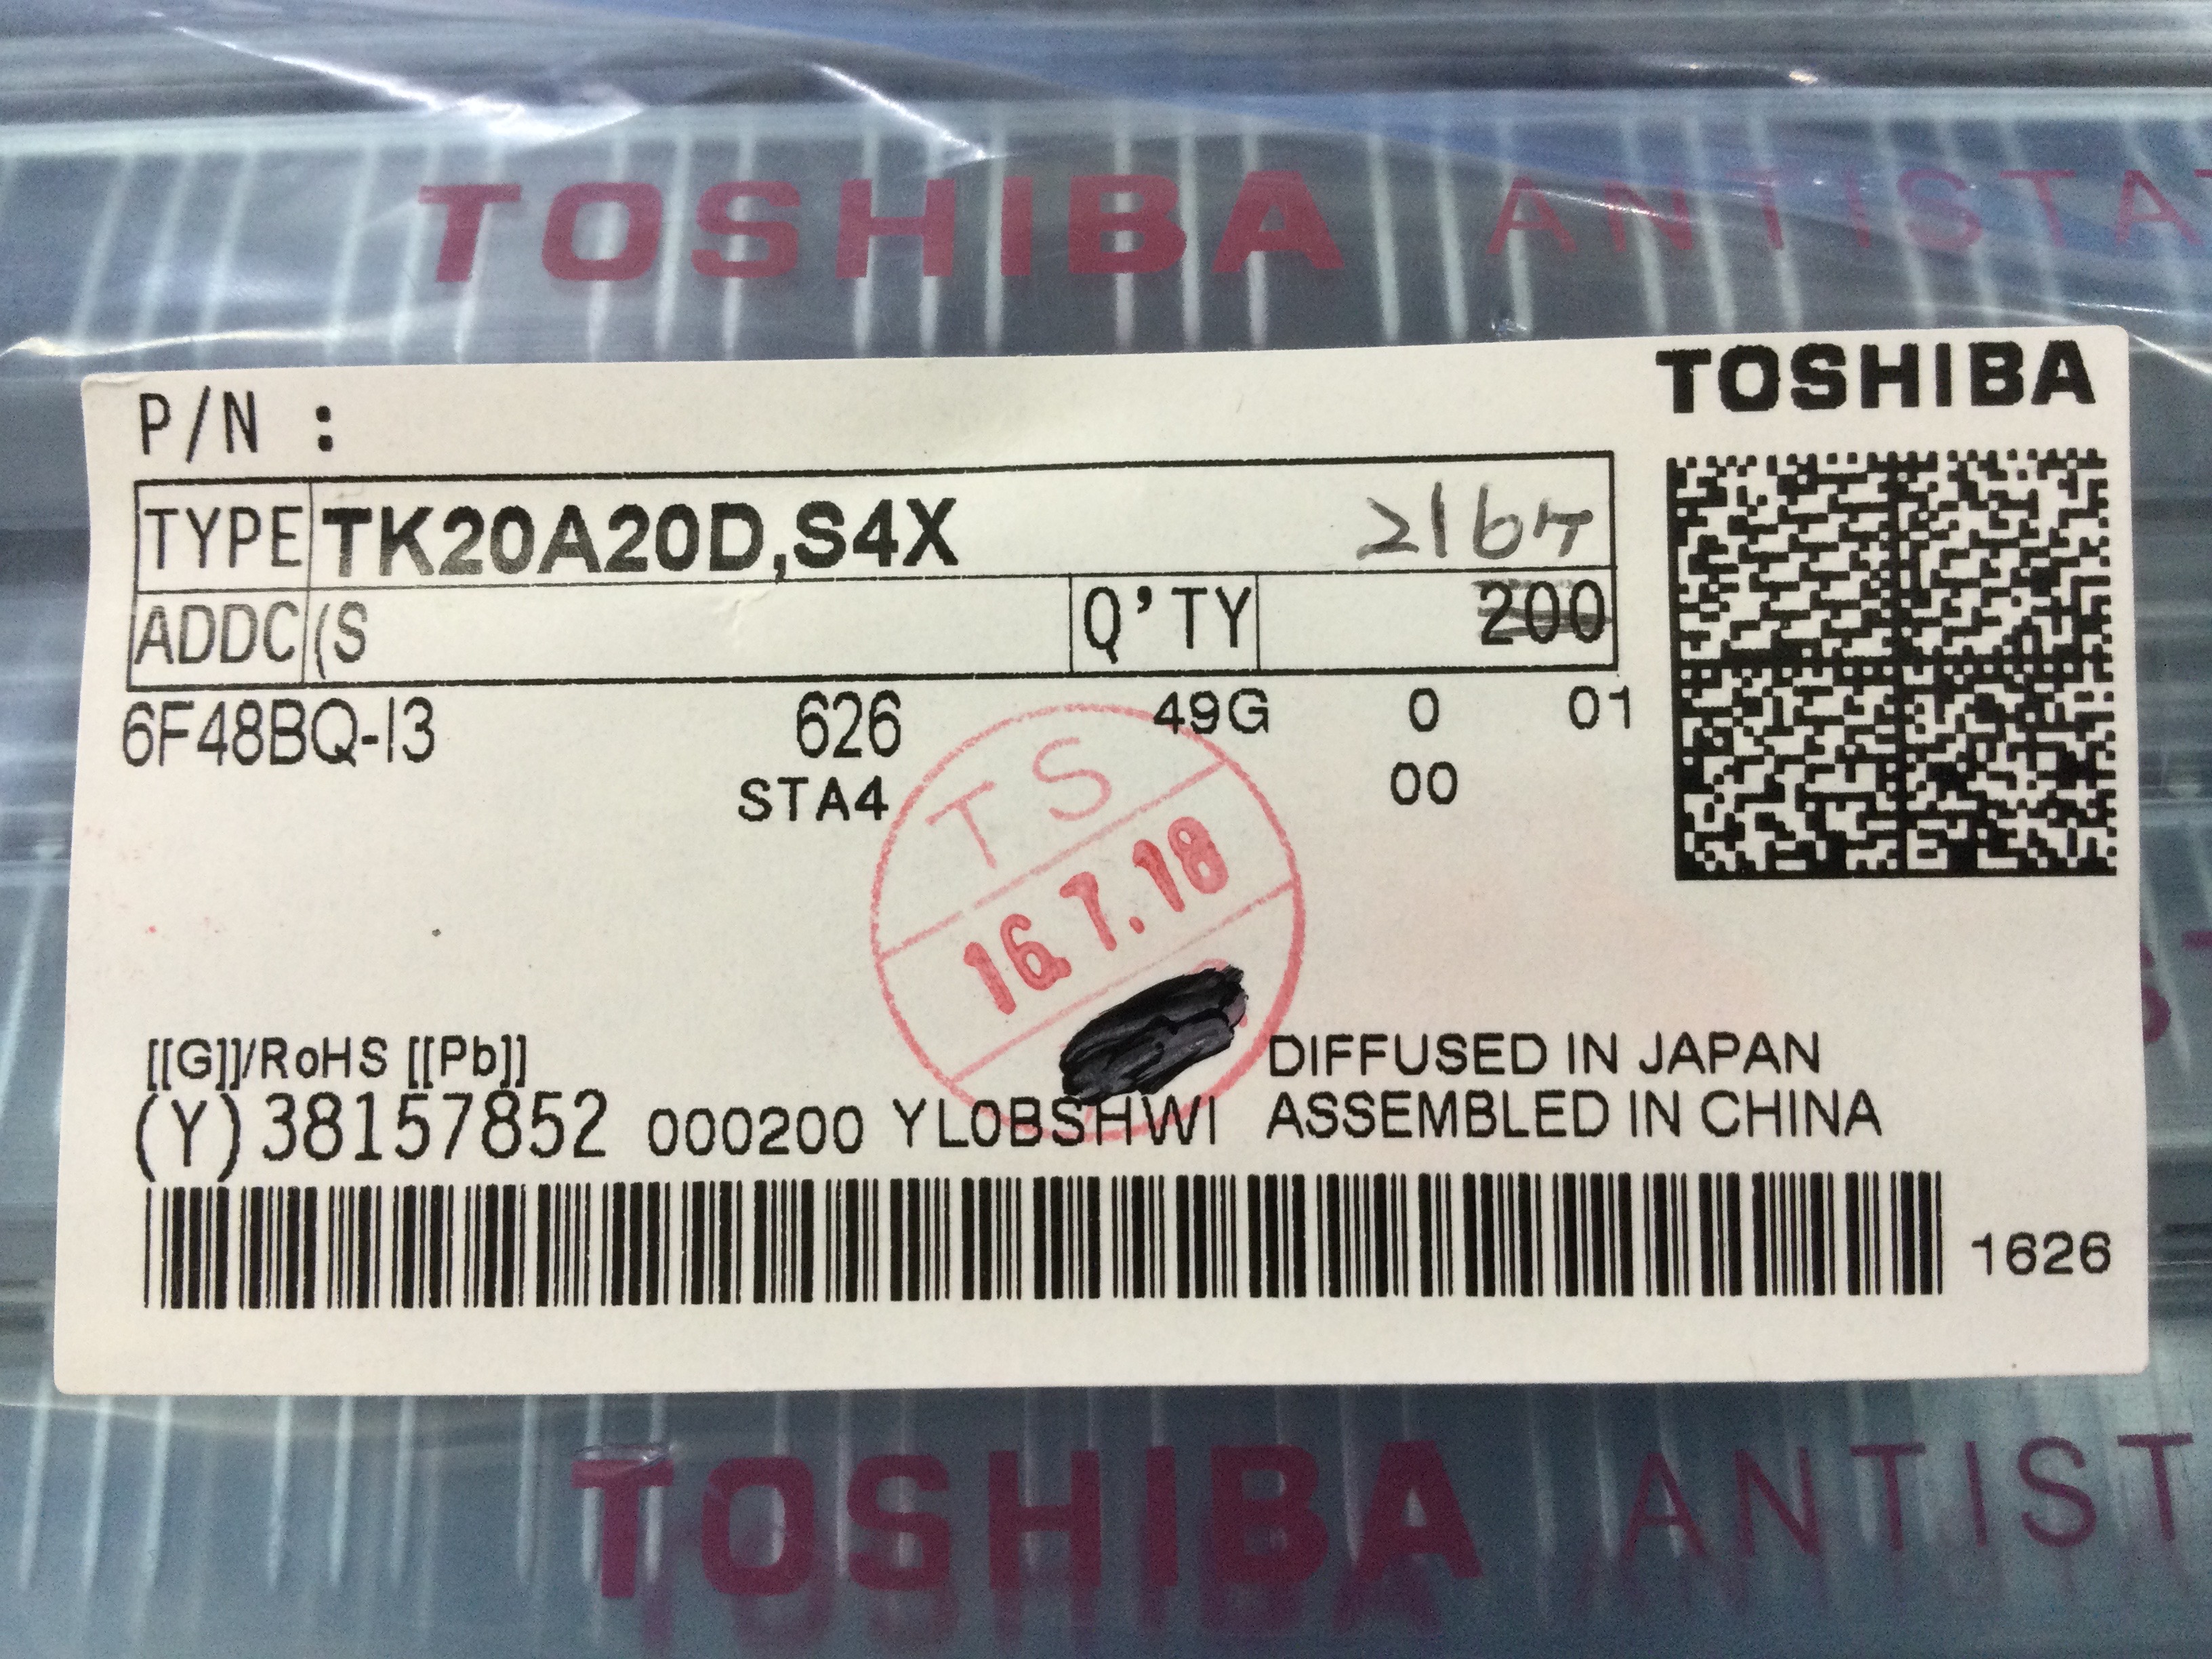 TOSHIBA ANTISTA
P/N :
TOSHIBA
TYPE TK20A20D,S4X
ADDC (S Q'TY 200
6F48BQ-I3 626 49G 0 01
STA4 00
TS
16.7.18
[[G]]/RoHS [[Pb]] DIFFUSED IN JAPAN
(Y)38157852 000200 YL0BSHWI ASSEMBLED IN CHINA
1626
TOSHIBA ANTIST